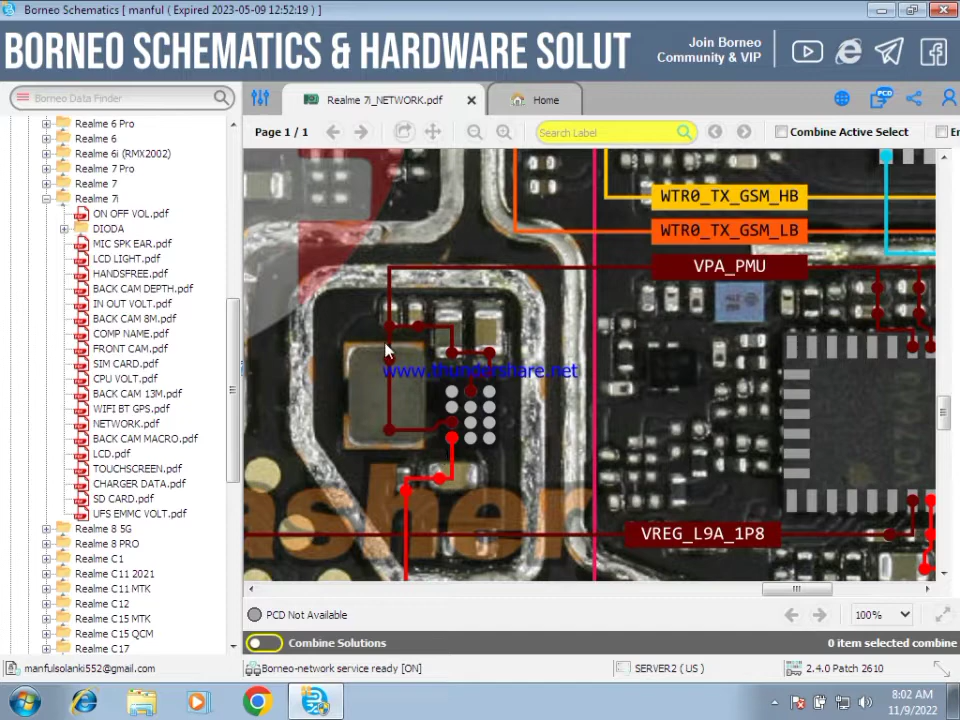 Borneo Schematics [ manful ( Expired 2023-05-09 12:52:19 ) ]
BORNEO SCHEMATICS & HARDWARE SOLUT
Join Borneo
Community & VIP
Borneo Data Finder
Realme 7i_NETWORK.pdf
Home
PCD
Page 1 / 1
Search Label
Combine Active Select
En
Realme 6 Pro
Realme 6
Realme 6i (RMX2002)
Realme 7 Pro
Realme 7
Realme 7i
ON OFF VOL.pdf
DIODA
MIC SPK EAR.pdf
LCD LIGHT.pdf
HANDSFREE.pdf
BACK CAM DEPTH.pdf
IN OUT VOLT.pdf
BACK CAM 8M.pdf
COMP NAME.pdf
FRONT CAM.pdf
SIM CARD.pdf
CPU VOLT.pdf
BACK CAM 13M.pdf
WIFI BT GPS.pdf
NETWORK.pdf
BACK CAM MACRO.pdf
LCD.pdf
TOUCHSCREEN.pdf
CHARGER DATA.pdf
SD CARD.pdf
UFS EMMC VOLT.pdf
Realme 8 5G
Realme 8 PRO
Realme C1
Realme C11 2021
Realme C11 MTK
Realme C12
Realme C15 MTK
Realme C15 QCM
Realme C17
WTR0_TX_GSM_HB
WTR0_TX_GSM_LB
VPA_PMU
www.thundershare.net
asher
VREG_L9A_1P8
PCD Not Available
100%
Combine Solutions
0 item selected combine
manfulsolanki552@gmail.com
Borneo-network service ready [ON]
SERVER2 ( US )
2.4.0 Patch 2610
8:02 AM
11/9/2022